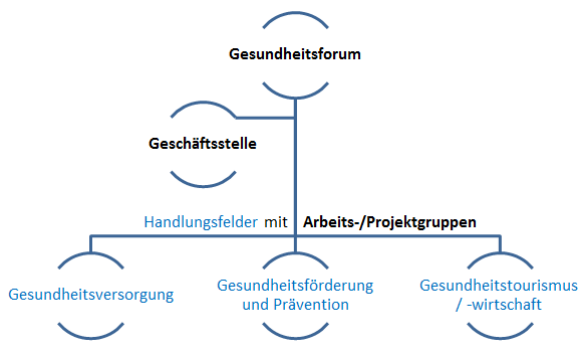 Gesundheitsforum
Geschäftsstelle
Handlungsfelder mit Arbeits-/Projektgruppen
Gesundheitsversorgung
Gesundheitsförderung
und Prävention
Gesundheitstourismus
/ -wirtschaft